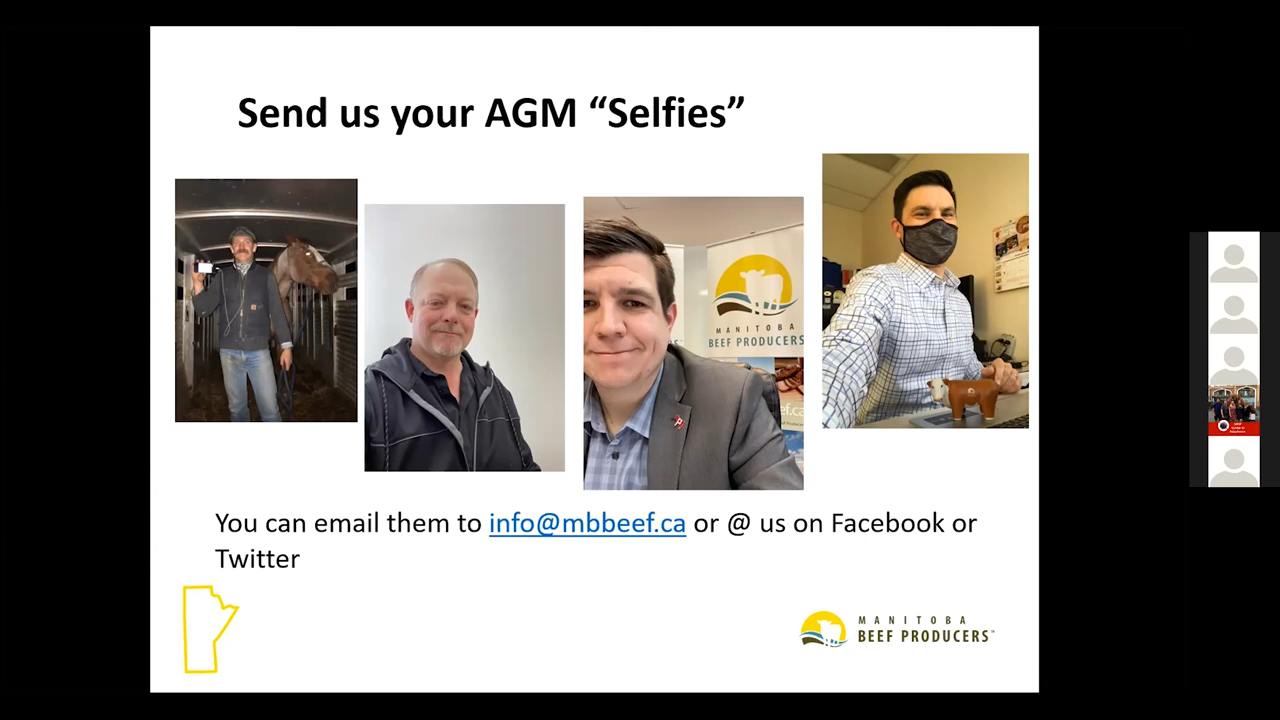 Send us your AGM “Selfies”
MANITOBA
BEEF PRODUCERS
You can email them to info@mbbeef.ca or @ us on Facebook or
Twitter
MANITOBA
BEEF PRODUCERS™